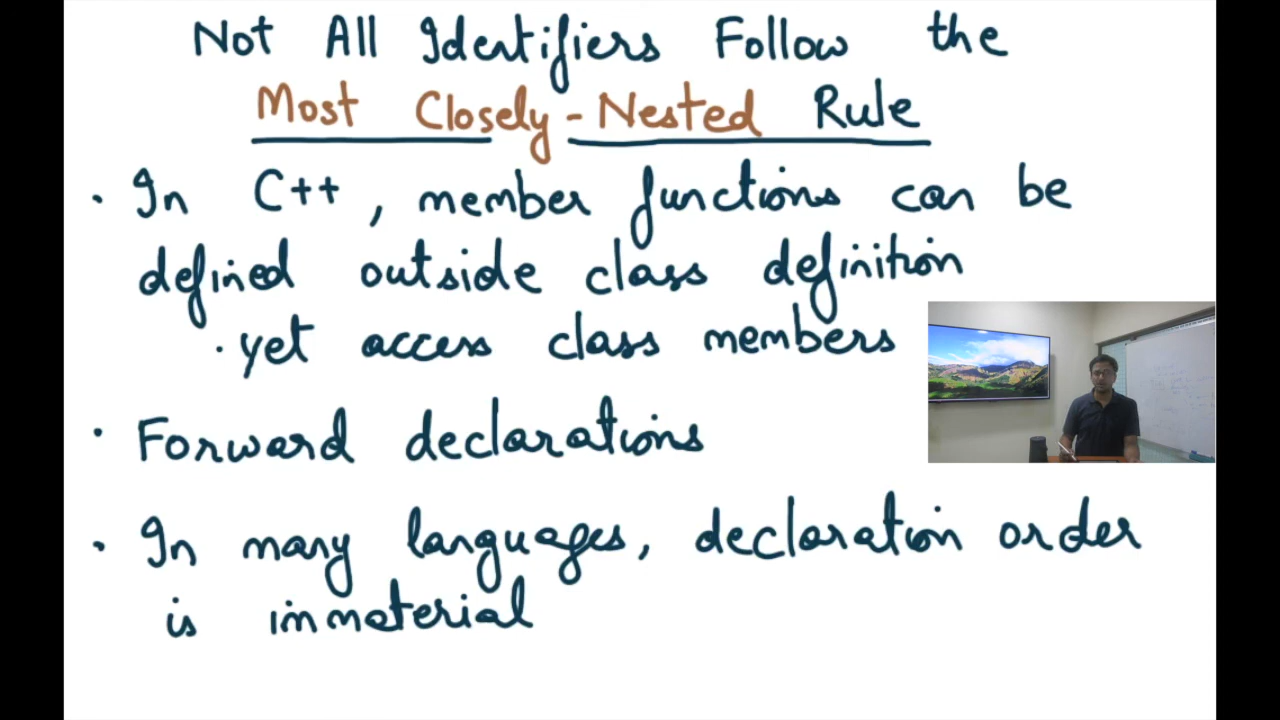 Not All Identifiers Follow the
Most Closely-Nested Rule
• In C++, member functions can be
defined outside class definition
• yet access class members
• Forward declarations
• In many languages, declaration order
is immaterial